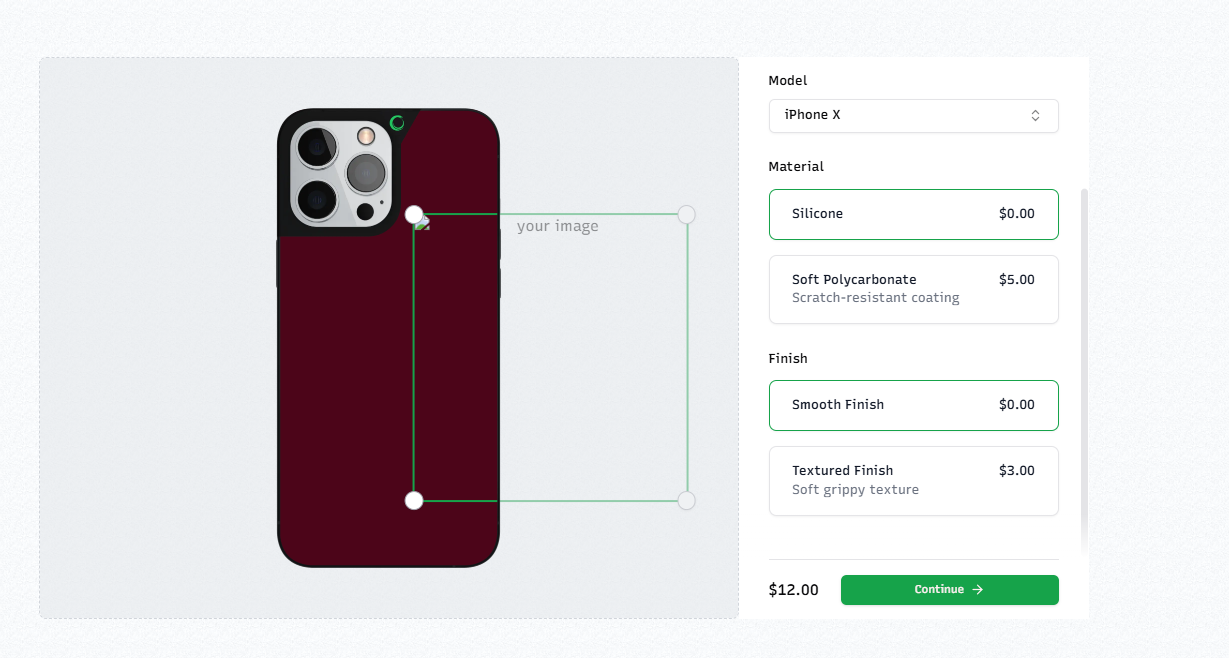 Model
iPhone X
Material
Silicone $0.00
Soft Polycarbonate $5.00
Scratch-resistant coating
your image
Finish
Smooth Finish $0.00
Textured Finish $3.00
Soft grippy texture
$12.00 Continue →